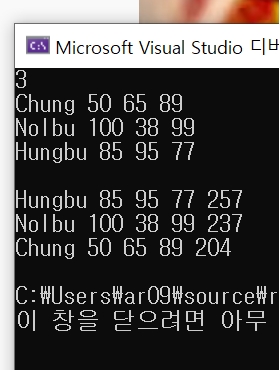 Microsoft Visual Studio
3
Chung 50 65 89
Nolbu 100 38 99
Hungbu 85 95 77
Hungbu 85 95 77 257
Nolbu 100 38 99 237
Chung 50 65 89 204
C:₩Users₩ar09₩source₩r
이 창을 닫으려면 아무